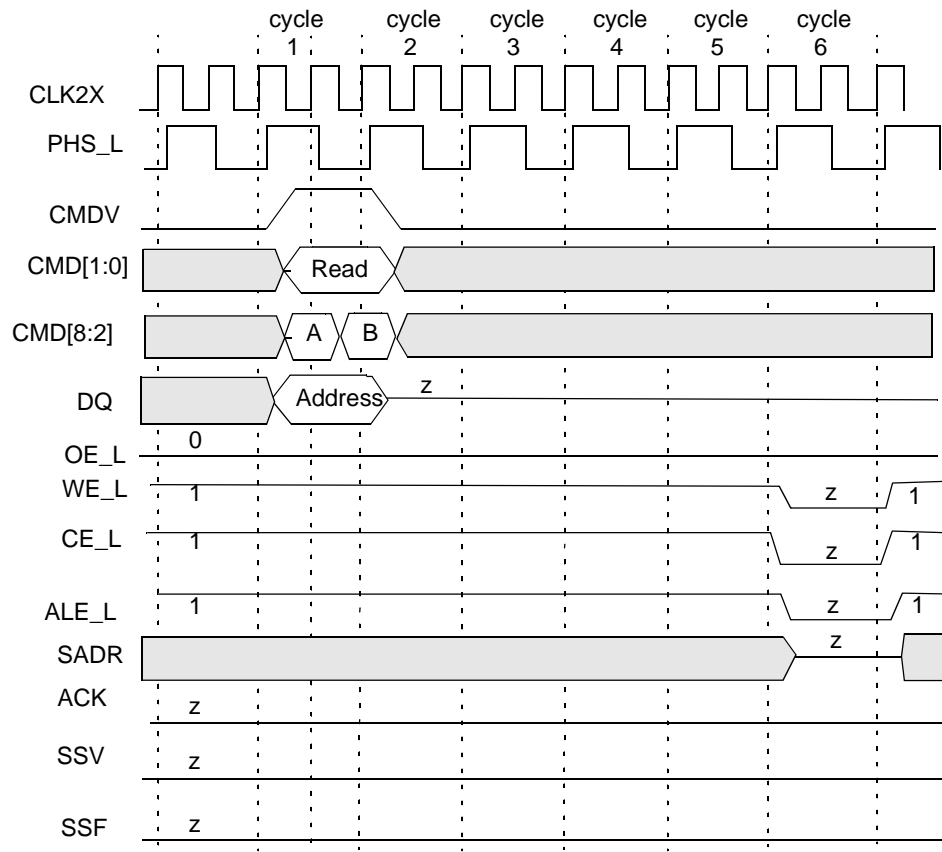 cycle cycle cycle cycle cycle cycle
1 2 3 4 5 6
CLK2X
PHS_L
CMDV
CMD[1:0] Read
CMD[8:2] A B
DQ Address z
OE_L 0
WE_L 1 z 1
CE_L 1 z 1
ALE_L 1 z 1
SADR z
ACK z
SSV z
SSF z